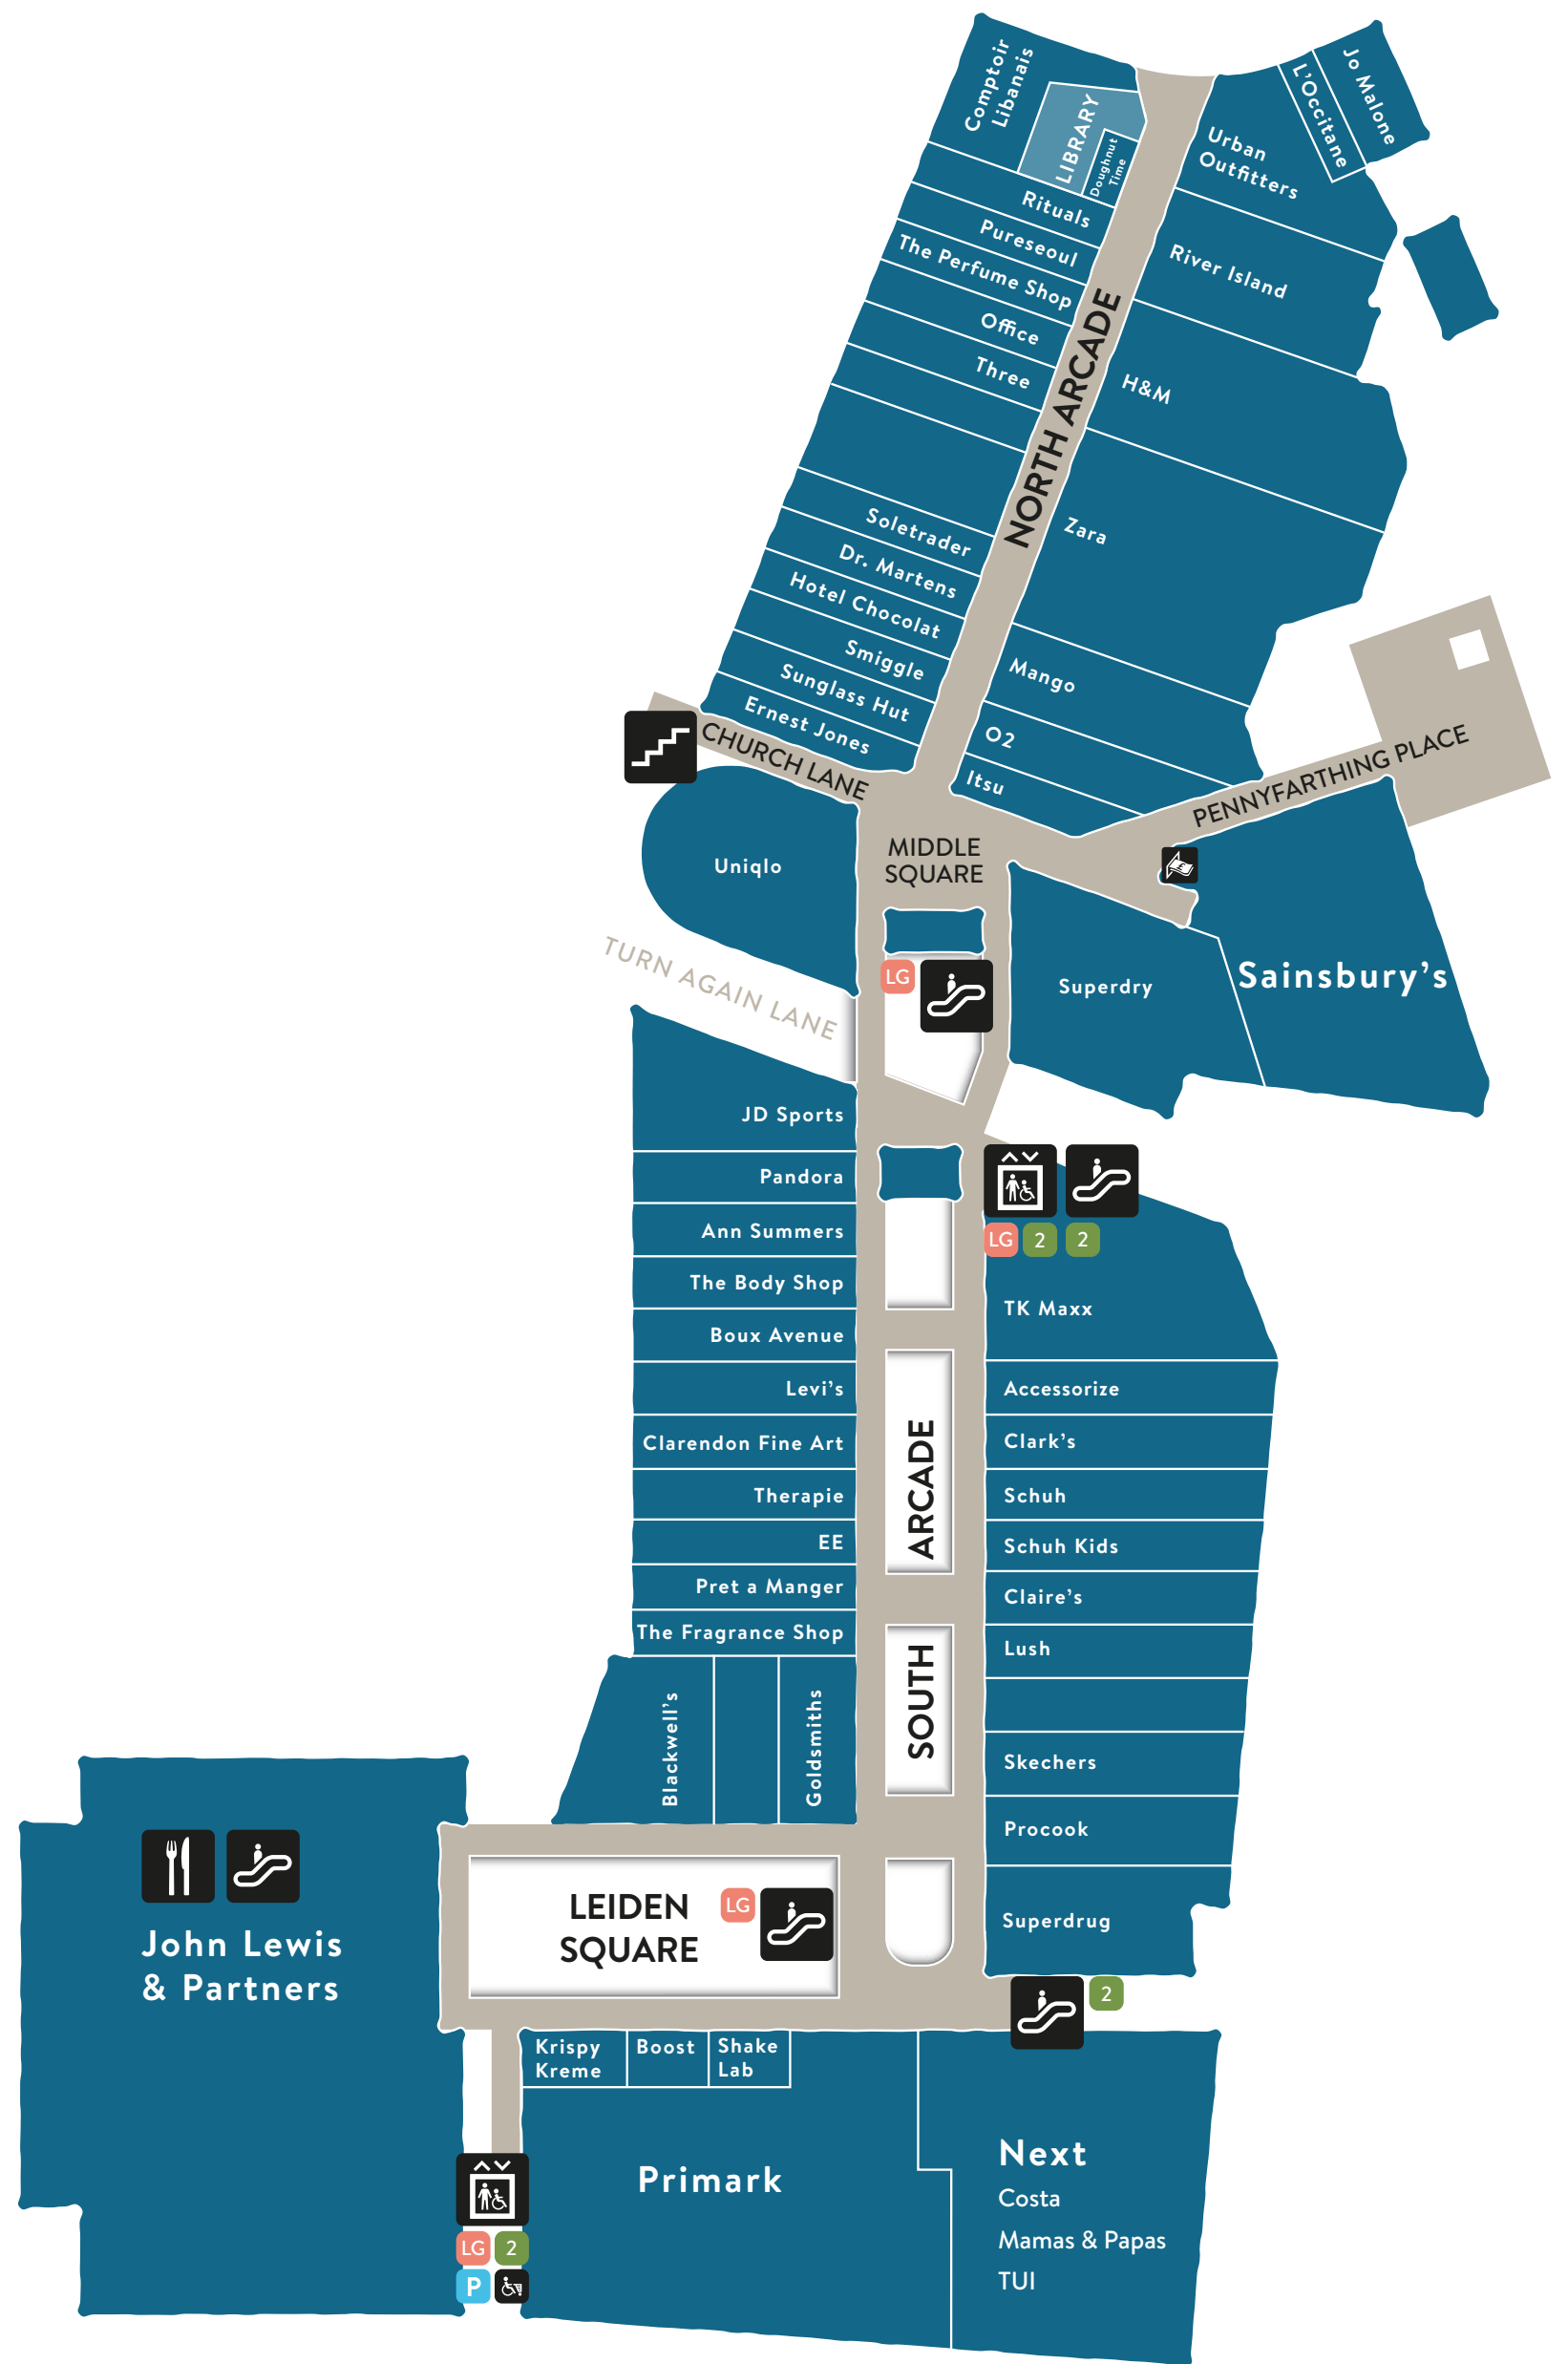 Comptoir
Libanais
LIBRARY
Doughnut
Time
Jo Malone
L'Occitane
Urban
Outfitters
Rituals
Pureseoul
The Perfume Shop
River Island
Office
Three
H&M
NORTH ARCADE
Soletrader
Zara
Dr. Martens
Hotel Chocolat
Smiggle
Sunglass Hut
Ernest Jones
Mango
O2
Itsu
CHURCH LANE
PENNYFARTHING PLACE
MIDDLE
SQUARE
Uniqlo
TURN AGAIN LANE
LG
Superdry
Sainsbury's
JD Sports
Pandora
Ann Summers
The Body Shop
Boux Avenue
Levi's
Clarendon Fine Art
Therapie
EE
Pret a Manger
The Fragrance Shop
Blackwell's
Goldsmiths
LG 2 2
TK Maxx
Accessorize
Clark's
Schuh
Schuh Kids
Claire's
Lush
Skechers
Procook
Superdrug
SOUTH ARCADE
John Lewis
& Partners
LEIDEN
SQUARE
LG
2
Krispy
Kreme
Boost
Shake
Lab
Primark
Next
Costa
Mamas & Papas
TUI
LG 2
P